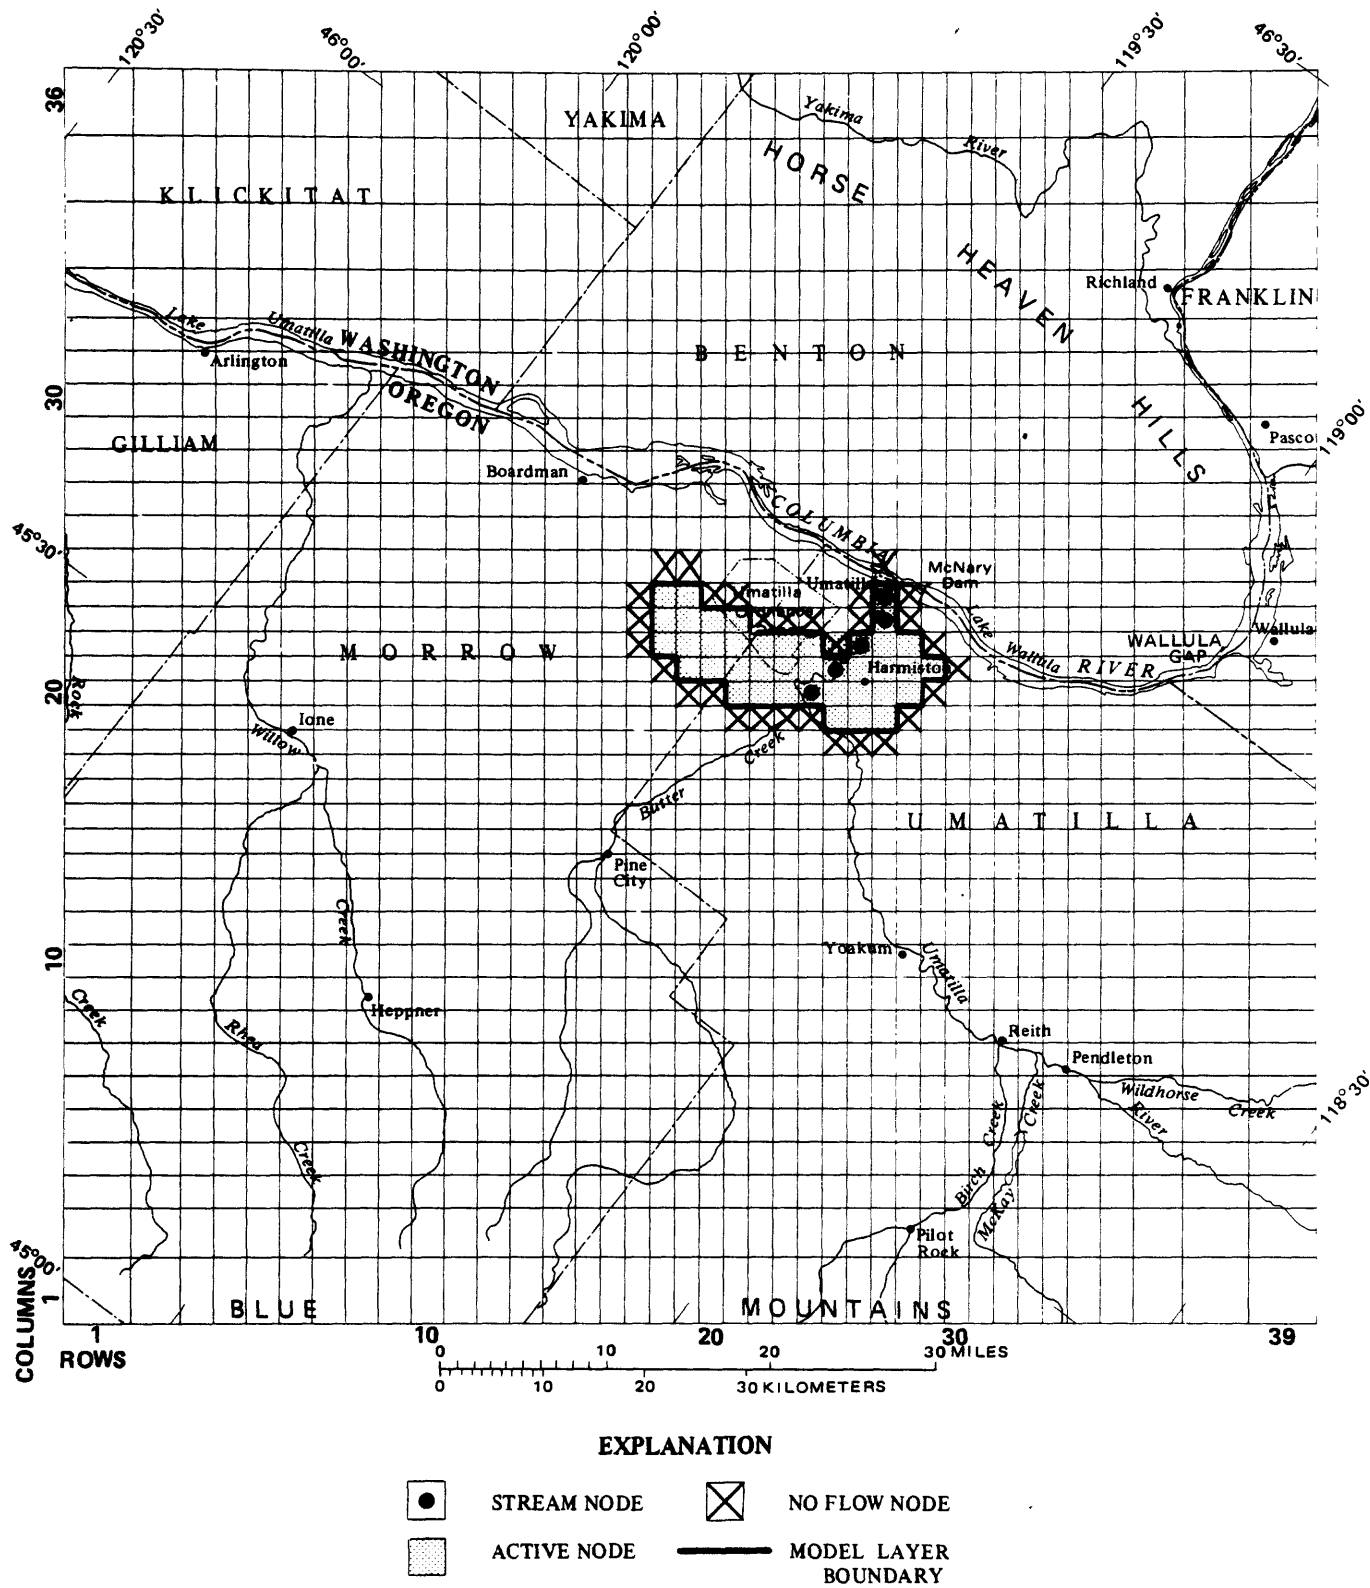 120°30'
46°00'
120°00'
119°30'
46°30'
36
YAKIMA
Yakima
River
HORSE
KLICKITAT
HEAVEN
Richland
FRANKLIN
Lake
Umatilla
WASHINGTON
BENTON
Arlington
OREGON
30
HILLS
GILLIAM
Pasco
119°00'
Boardman
COLUMBIA
45°30'
McNary
Dam
Umatilla
matilla
Lake
Wallula
WALLULA
GAP
MORROW
Wallula
RIVER
Harmiston
20
Rock
Ione
Willow
Creek
Butter
UMATILLA
Pine
City
Creek
Yoakum
Umatilla
10
Creek
Heppner
Rhea
Reith
Pendleton
Wildhorse
Creek
River
118°30'
Creek
Creek
Creek
Birch
McKay
Pilot
Rock
45°00'
COLUMNS
1
BLUE
MOUNTAINS
1
10
20
30
39
ROWS
0
10
20
30 MILES
0
10
20
30 KILOMETERS
EXPLANATION
STREAM NODE
NO FLOW NODE
ACTIVE NODE
MODEL LAYER
BOUNDARY